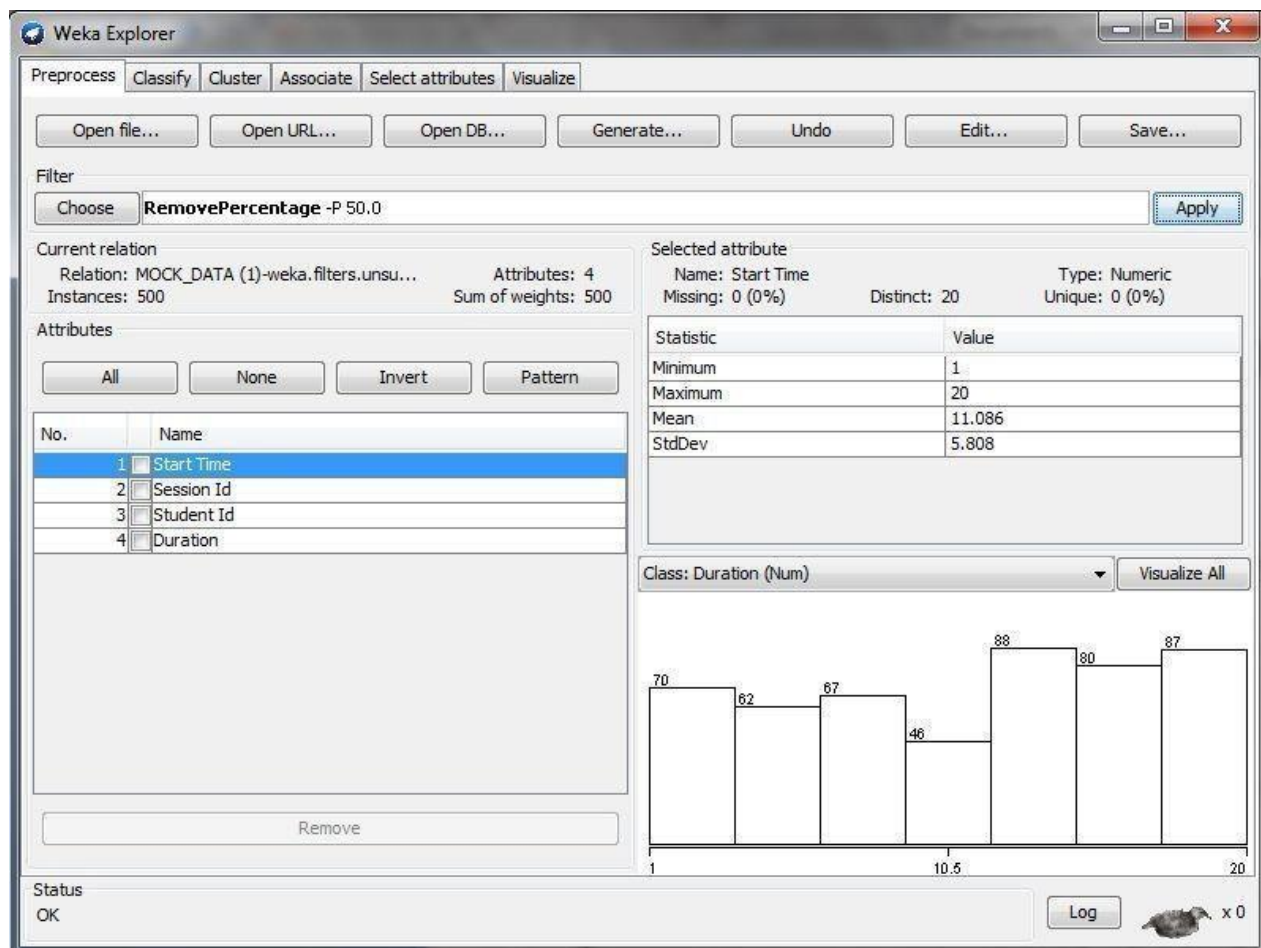 Weka Explorer
Preprocess Classify Cluster Associate Select attributes Visualize
Open file... Open URL... Open DB... Generate... Undo Edit... Save...
Filter
Choose RemovePercentage -P 50.0 Apply
Current relation
Relation: MOCK_DATA (1)-weka.filters.unsu... Attributes: 4
Instances: 500 Sum of weights: 500
Selected attribute
Name: Start Time Type: Numeric
Missing: 0 (0%) Distinct: 20 Unique: 0 (0%)
Attributes
All None Invert Pattern
No. Name
1 Start Time
2 Session Id
3 Student Id
4 Duration
Remove
Statistic Value
Minimum 1
Maximum 20
Mean 11.086
StdDev 5.808
Class: Duration (Num) Visualize All
70 62 67 46 88 80 87
1 10.5 20
Status
OK
Log x 0